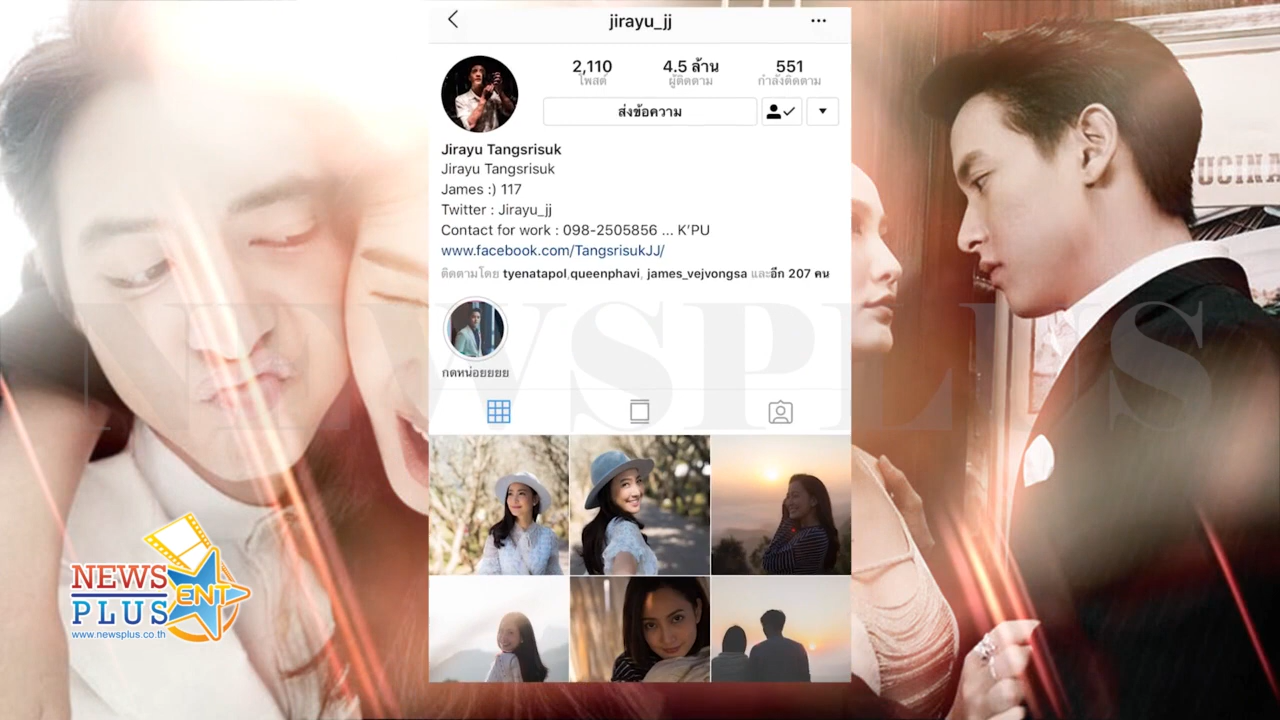 jirayu_jj
2,110 4.5 ล้าน 551
โพสต์ ผู้ติดตาม กำลังติดตาม
ส่งข้อความ
Jirayu Tangsrisuk
Jirayu Tangsrisuk
James :) 117
Twitter : Jirayu_jj
Contact for work : 098-2505856 ... K'PU
www.facebook.com/TangsrisukJJ/
ติดตามโดย tyenatapol,queenphavi, james_vejvongsa และอีก 207 คน
กดหน่อยยยย
NEWSPLUS
UCINA
NEWS
PLUS
ENT
www.newsplus.co.th